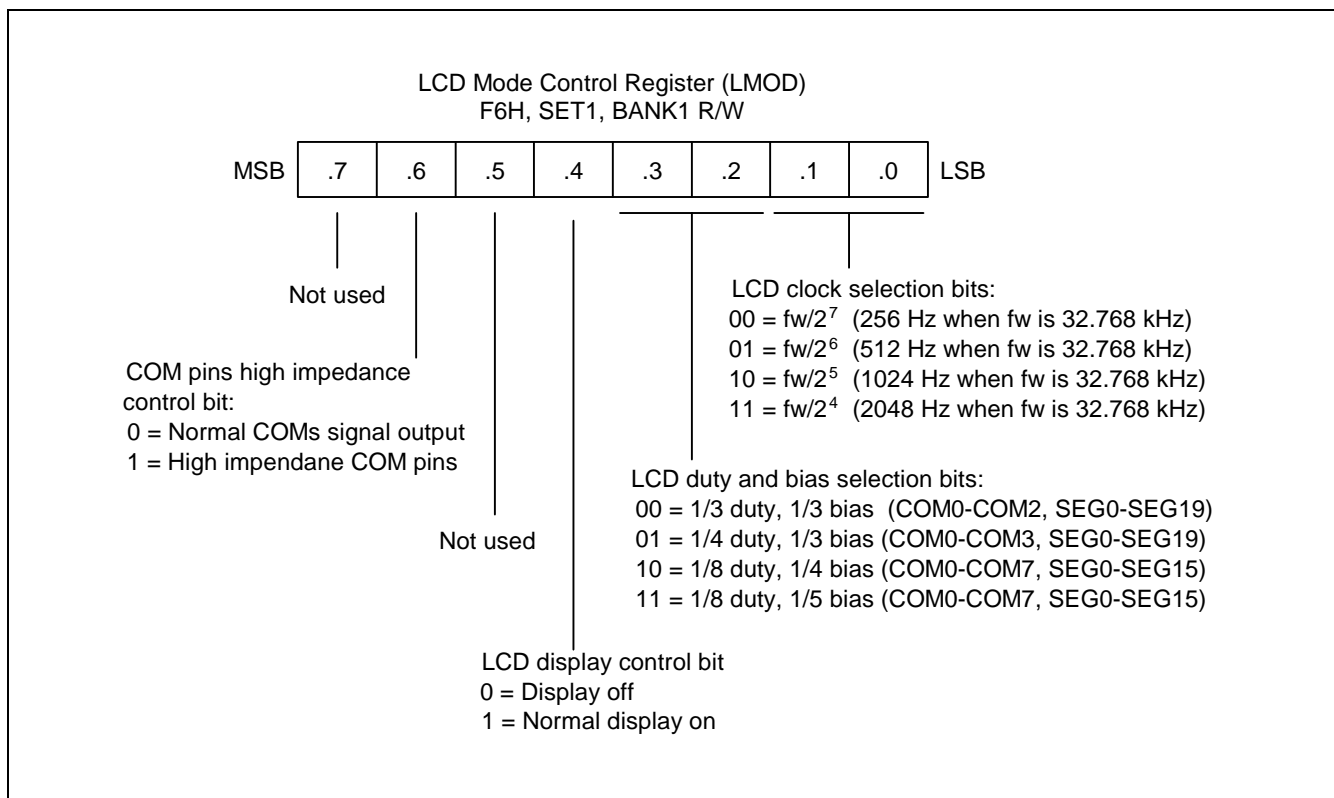 LCD Mode Control Register (LMOD)
F6H, SET1, BANK1 R/W
MSB .7 .6 .5 .4 .3 .2 .1 .0 LSB
Not used
COM pins high impedance
control bit:
0 = Normal COMs signal output
1 = High impendane COM pins
Not used
LCD display control bit
0 = Display off
1 = Normal display on
LCD duty and bias selection bits:
00 = 1/3 duty, 1/3 bias (COM0-COM2, SEG0-SEG19)
01 = 1/4 duty, 1/3 bias (COM0-COM3, SEG0-SEG19)
10 = 1/8 duty, 1/4 bias (COM0-COM7, SEG0-SEG15)
11 = 1/8 duty, 1/5 bias (COM0-COM7, SEG0-SEG15)
LCD clock selection bits:
00 = fw/2⁷ (256 Hz when fw is 32.768 kHz)
01 = fw/2⁶ (512 Hz when fw is 32.768 kHz)
10 = fw/2⁵ (1024 Hz when fw is 32.768 kHz)
11 = fw/2⁴ (2048 Hz when fw is 32.768 kHz)